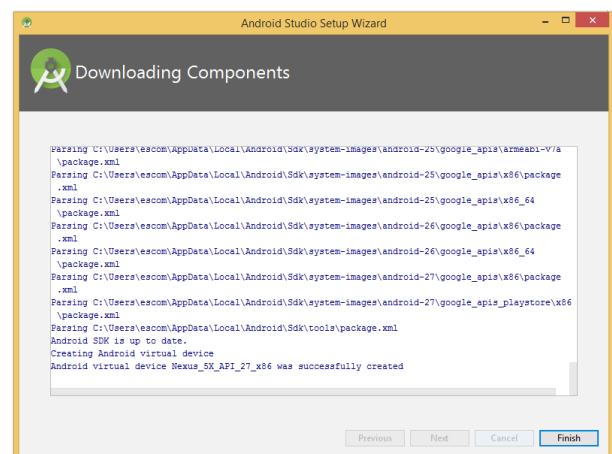 Android Studio Setup Wizard
Downloading Components
Parsing C:\Users\escom\AppData\Local\Android\Sdk\system-images\android-25\google_apis\armeabi-v7a
\package.xml
Parsing C:\Users\escom\AppData\Local\Android\Sdk\system-images\android-25\google_apis\x86\package
.xml
Parsing C:\Users\escom\AppData\Local\Android\Sdk\system-images\android-25\google_apis\x86_64
\package.xml
Parsing C:\Users\escom\AppData\Local\Android\Sdk\system-images\android-26\google_apis\x86\package
.xml
Parsing C:\Users\escom\AppData\Local\Android\Sdk\system-images\android-26\google_apis\x86_64
\package.xml
Parsing C:\Users\escom\AppData\Local\Android\Sdk\system-images\android-27\google_apis\x86\package
.xml
Parsing C:\Users\escom\AppData\Local\Android\Sdk\system-images\android-27\google_apis_playstore\x86
\package.xml
Parsing C:\Users\escom\AppData\Local\Android\Sdk\tools\package.xml
Android SDK is up to date.
Creating Android virtual device
Android virtual device Nexus_5X_API_27_x86 was successfully created
Previous Next Cancel Finish